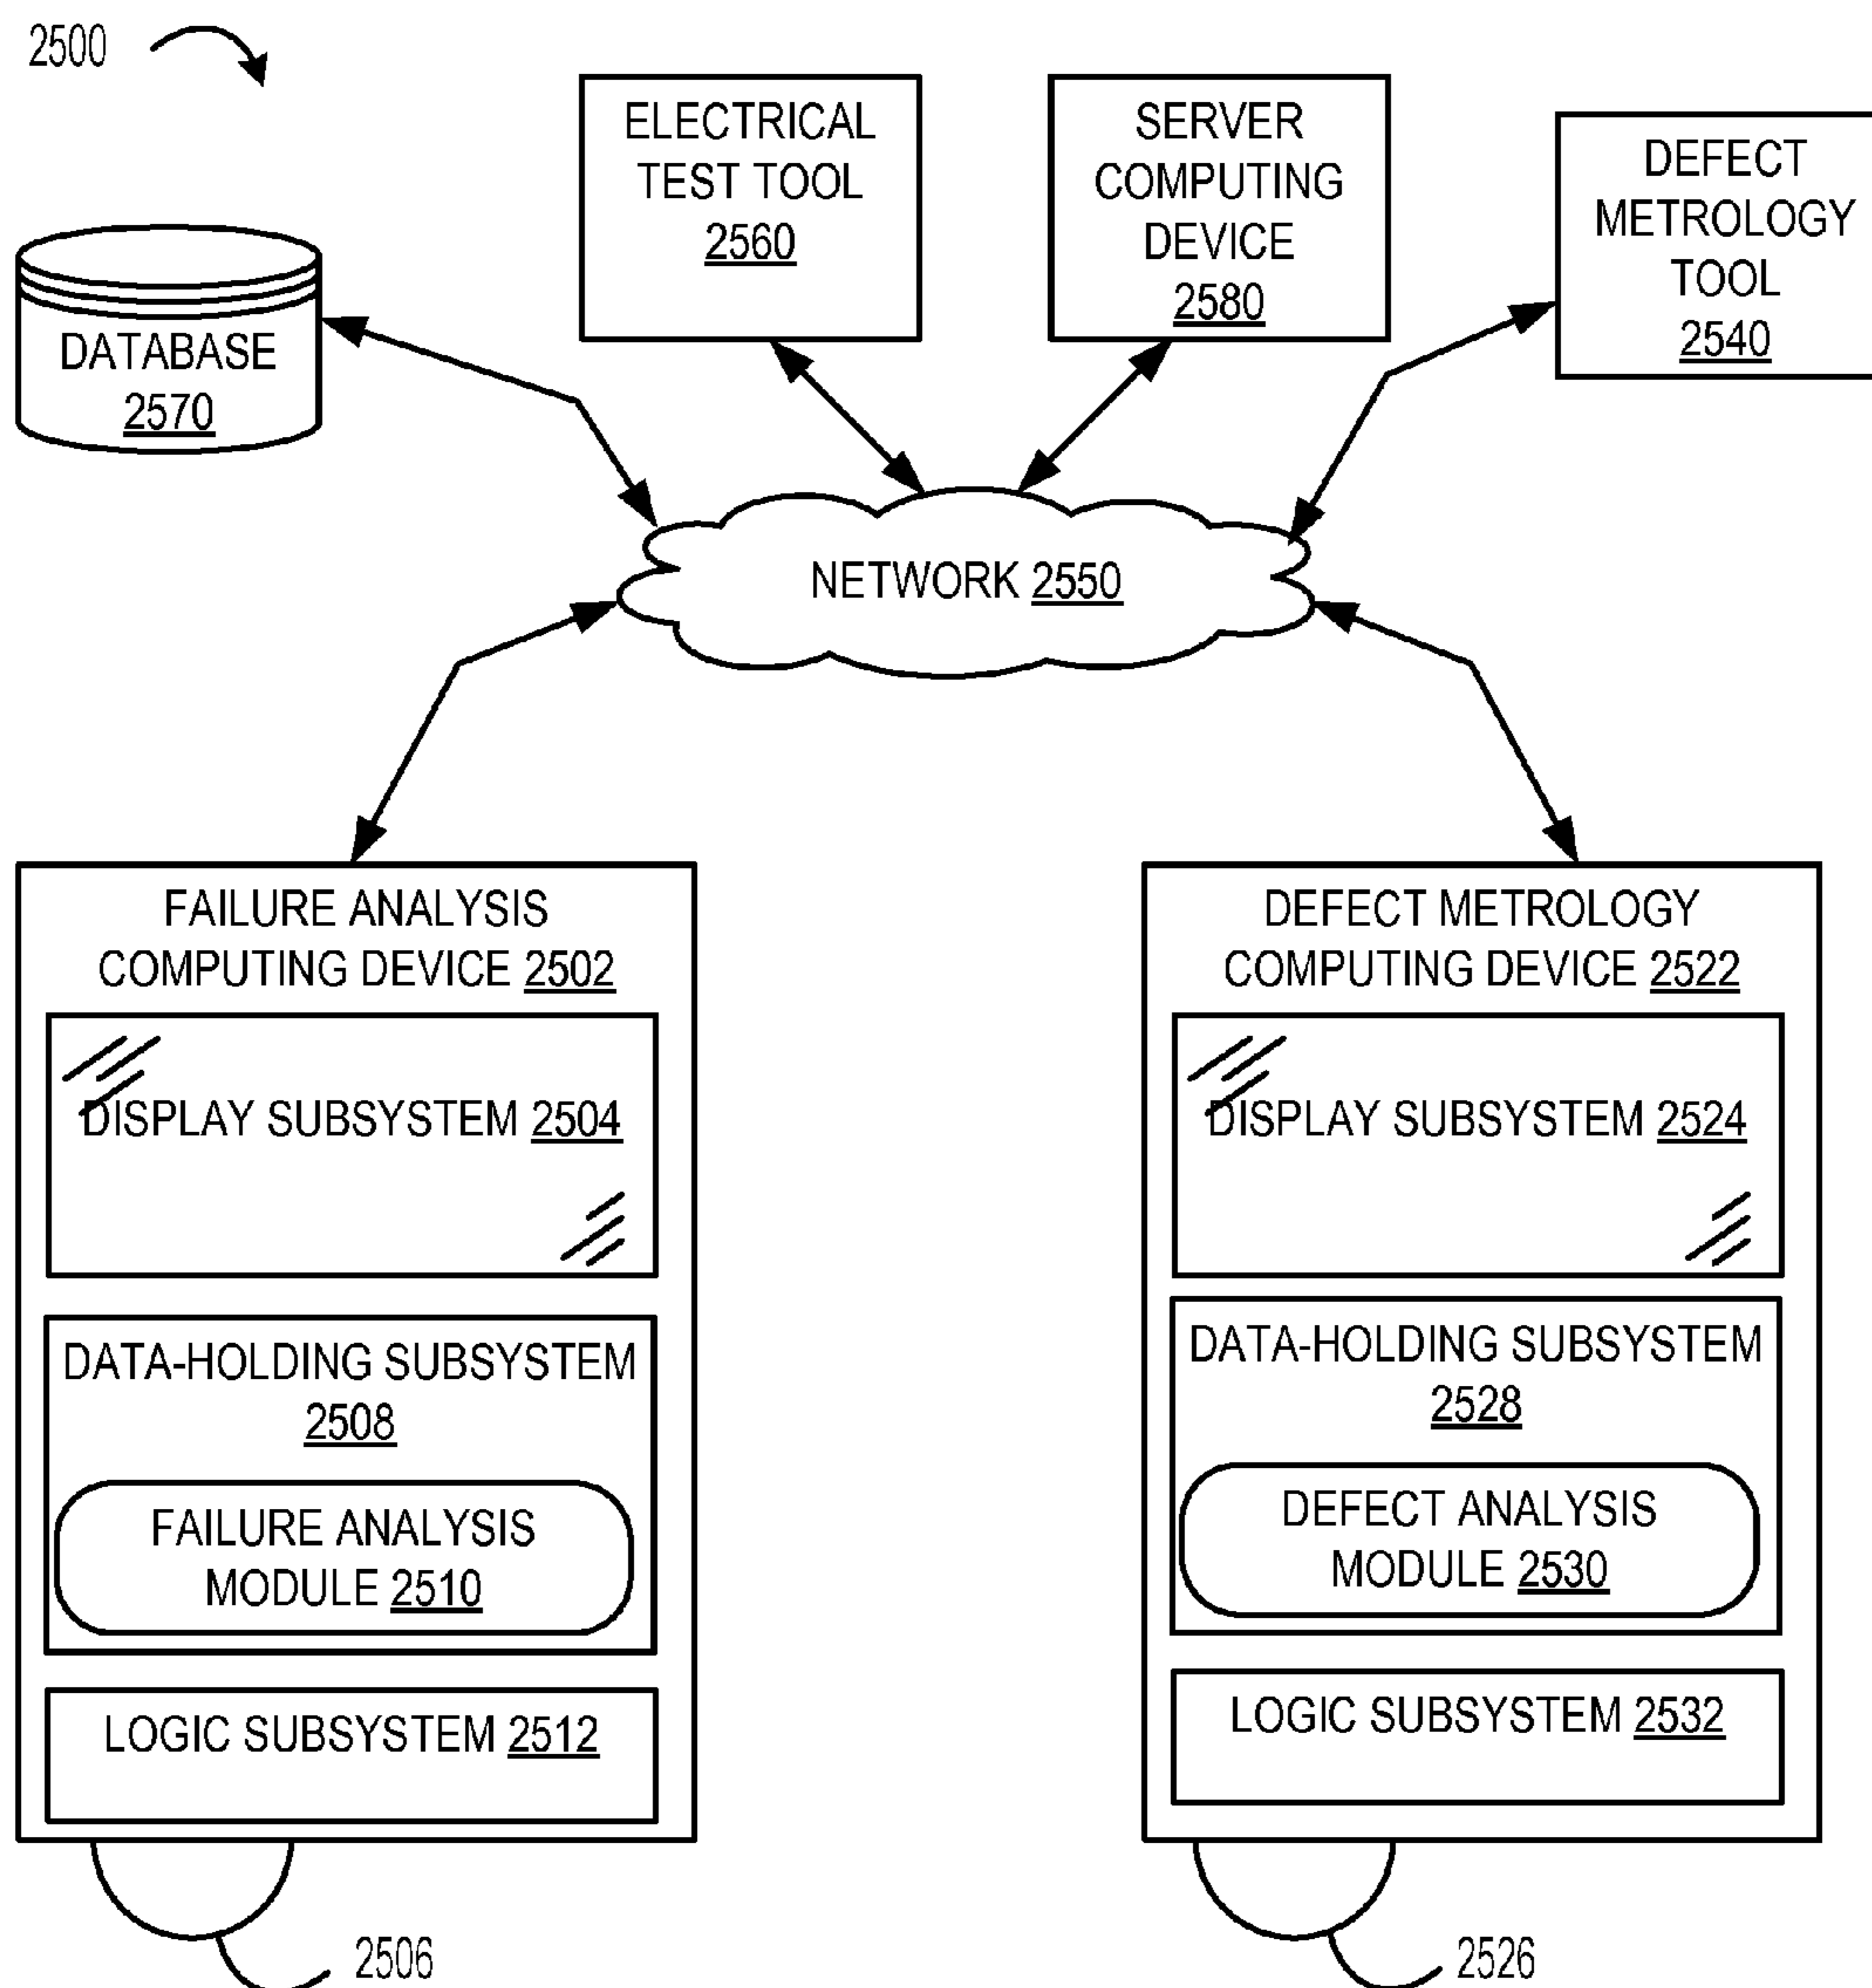 2500
ELECTRICAL
TEST TOOL
2560
SERVER
COMPUTING
DEVICE
2580
DEFECT
METROLOGY
TOOL
2540
DATABASE
2570
NETWORK 2550
FAILURE ANALYSIS
COMPUTING DEVICE 2502
DISPLAY SUBSYSTEM 2504
DATA-HOLDING SUBSYSTEM
2508
FAILURE ANALYSIS
MODULE 2510
LOGIC SUBSYSTEM 2512
2506
DEFECT METROLOGY
COMPUTING DEVICE 2522
DISPLAY SUBSYSTEM 2524
DATA-HOLDING SUBSYSTEM
2528
DEFECT ANALYSIS
MODULE 2530
LOGIC SUBSYSTEM 2532
2526